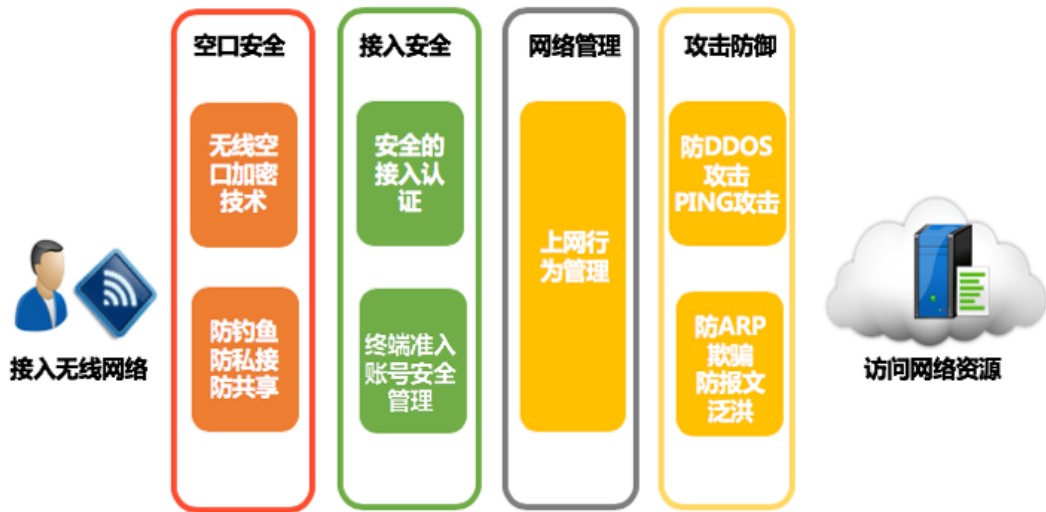 空口安全
接入安全
网络管理
攻击防御
无线空
口加密
技术
安全的
接入认
证
上网行
为管理
防DDOS
攻击
PING攻击
防钓鱼
防私接
防共享
终端准入
账号安全
管理
防ARP
欺骗
防报文
泛洪
接入无线网络
访问网络资源